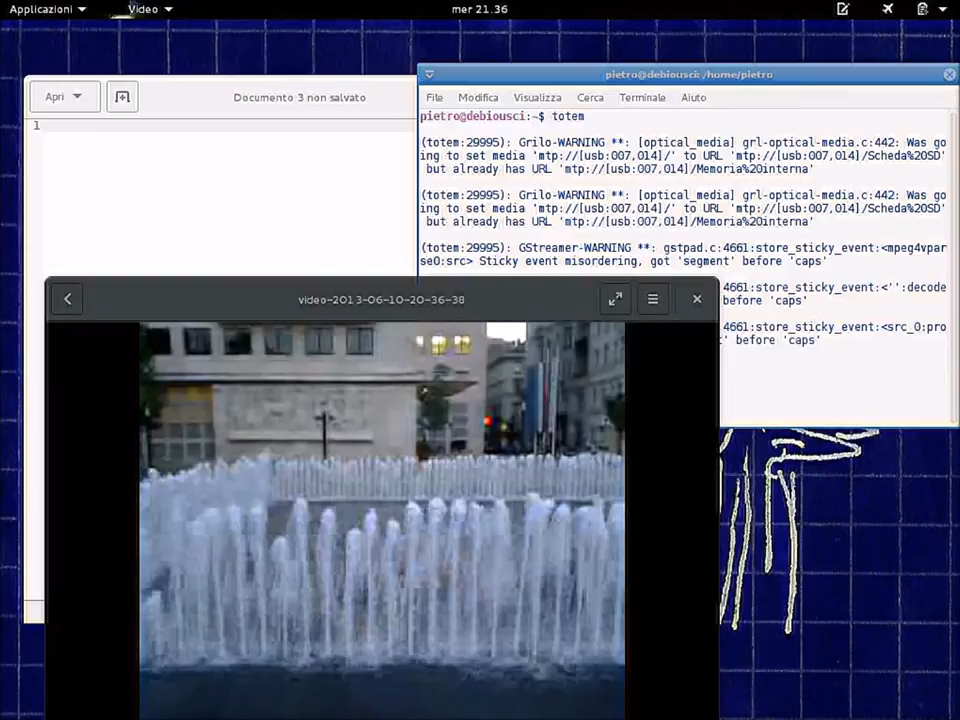 Applicazioni
Video
mer 21.36
Apri
Documento 3 non salvato
1
pietro@debiousci: /home/pietro
File Modifica Visualizza Cerca Terminale Aiuto
pietro@debiousci:~$ totem
(totem:29995): Grilo-WARNING **: [optical_media] grl-optical-media.c:442: Was go
ing to set media 'mtp://[usb:007,014]/' to URL 'mtp://[usb:007,014]/Scheda%20SD'
but already has URL 'mtp://[usb:007,014]/Memoria%20interna'
(totem:29995): Grilo-WARNING **: [optical_media] grl-optical-media.c:442: Was go
ing to set media 'mtp://[usb:007,014]/' to URL 'mtp://[usb:007,014]/Scheda%20SD'
but already has URL 'mtp://[usb:007,014]/Memoria%20interna'
(totem:29995): GStreamer-WARNING **: gstpad.c:4661:store_sticky_event:<mpeg4vpar
se0:src> Sticky event misordering, got 'segment' before 'caps'
4661:store_sticky_event:<'':decode
before 'caps'
4661:store_sticky_event:<src_0:pro
t' before 'caps'
video-2013-06-10-20-36-38